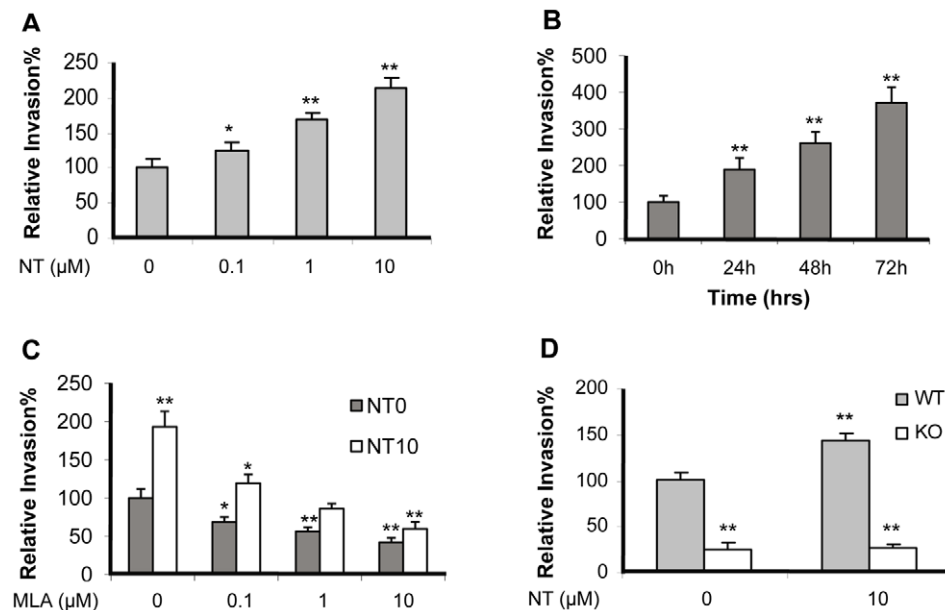 A
Relative Invasion%
250
200
150
100
50
0
*
**
**
NT (µM)
0 0.1 1 10
B
Relative Invasion%
500
400
300
200
100
0
**
**
**
0h 24h 48h 72h
Time (hrs)
C
Relative Invasion%
250
200
150
100
50
0
**
*
*
**
** **
NT0
NT10
MLA (µM)
0 0.1 1 10
D
Relative Invasion%
200
150
100
50
0
**
**
**
WT
KO
NT (µM)
0 10